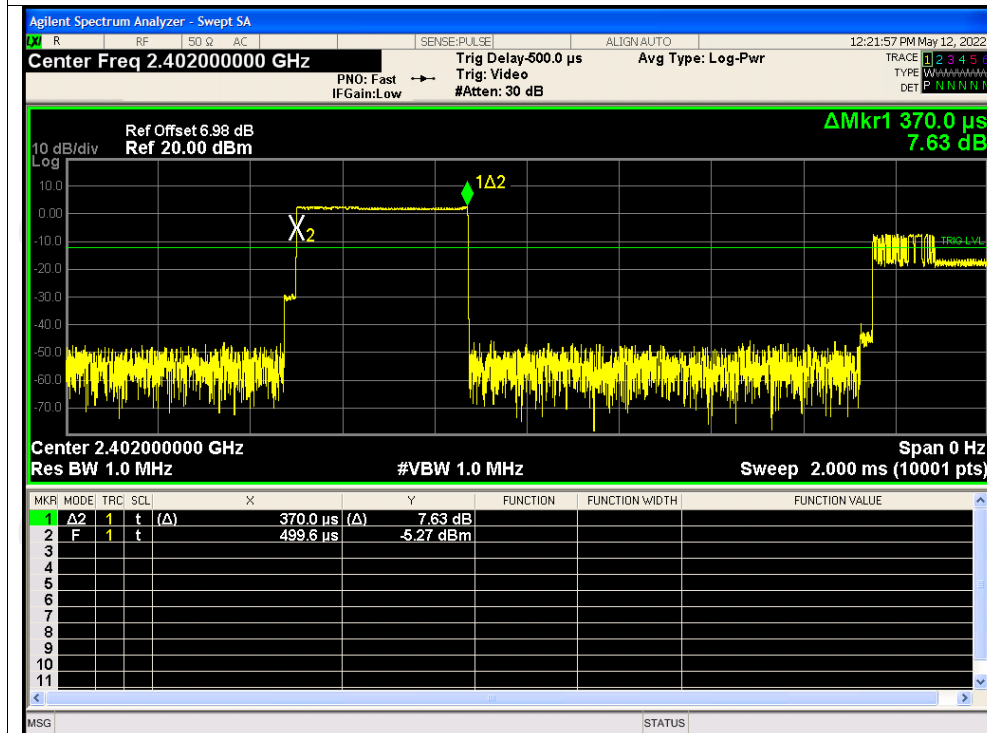 Agilent Spectrum Analyzer - Swept SA
LXI R RF 50 Ω AC SENSE:PULSE ALIGN AUTO 12:21:57 PM May 12, 2022
Center Freq 2.402000000 GHz
PNO: Fast
IFGain:Low
Trig Delay-500.0 µs
Trig: Video
#Atten: 30 dB
Avg Type: Log-Pwr
TRACE 1 2 3 4 5 6
TYPE
DET P N N N N
Ref Offset 6.98 dB
10 dB/div Ref 20.00 dBm
Log
ΔMkr1 370.0 µs
7.63 dB
10.0
0.00
-10.0
-20.0
-30.0
-40.0
-50.0
-60.0
-70.0
1Δ2
X2
TRIG LVL
Center 2.402000000 GHz Span 0 Hz
Res BW 1.0 MHz #VBW 1.0 MHz Sweep 2.000 ms (10001 pts)
MKR MODE TRC SCL X Y FUNCTION FUNCTION WIDTH FUNCTION VALUE
1 Δ2 1 t (Δ) 370.0 µs (Δ) 7.63 dB
2 F 1 t 499.6 µs -5.27 dBm
3
4
5
6
7
8
9
10
11
MSG STATUS